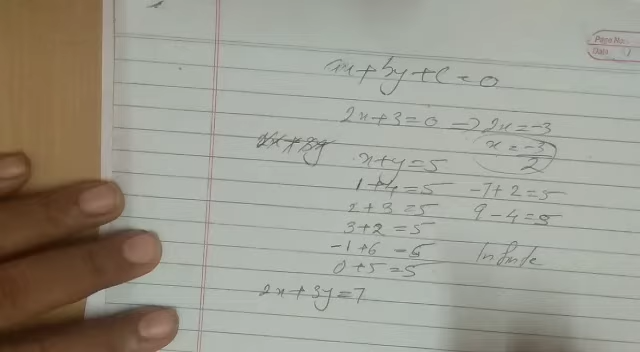 Page No.
Date
ax+by+c=0
2x+3=0 → 2x=-3
x=-3/2
x+y=5
1+4=5 -7+2=5
2+3=5 9-4=5
3+2=5
-1+6=5 Infinite
0+5=5
2x+3y=7